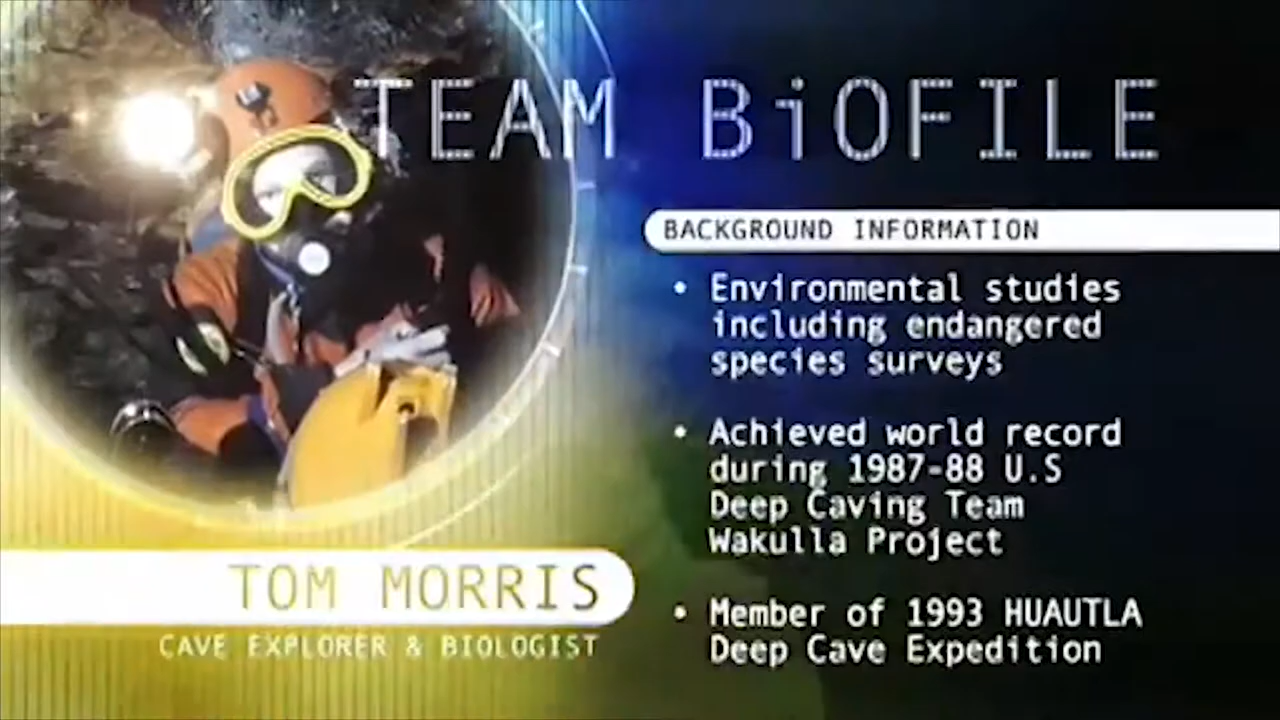 TEAM BiOFILE
BACKGROUND INFORMATION
• Environmental studies
including endangered
species surveys
• Achieved world record
during 1987-88 U.S
Deep Caving Team
Wakulla Project
• Member of 1993 HUAUTLA
Deep Cave Expedition
TOM MORRIS
CAVE EXPLORER & BIOLOGIST